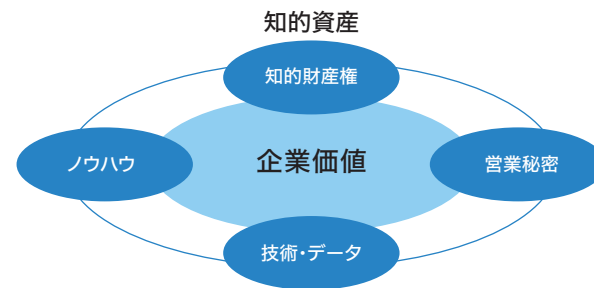 知的資産
知的財産権
ノウハウ
企業価値
営業秘密
技術・データ